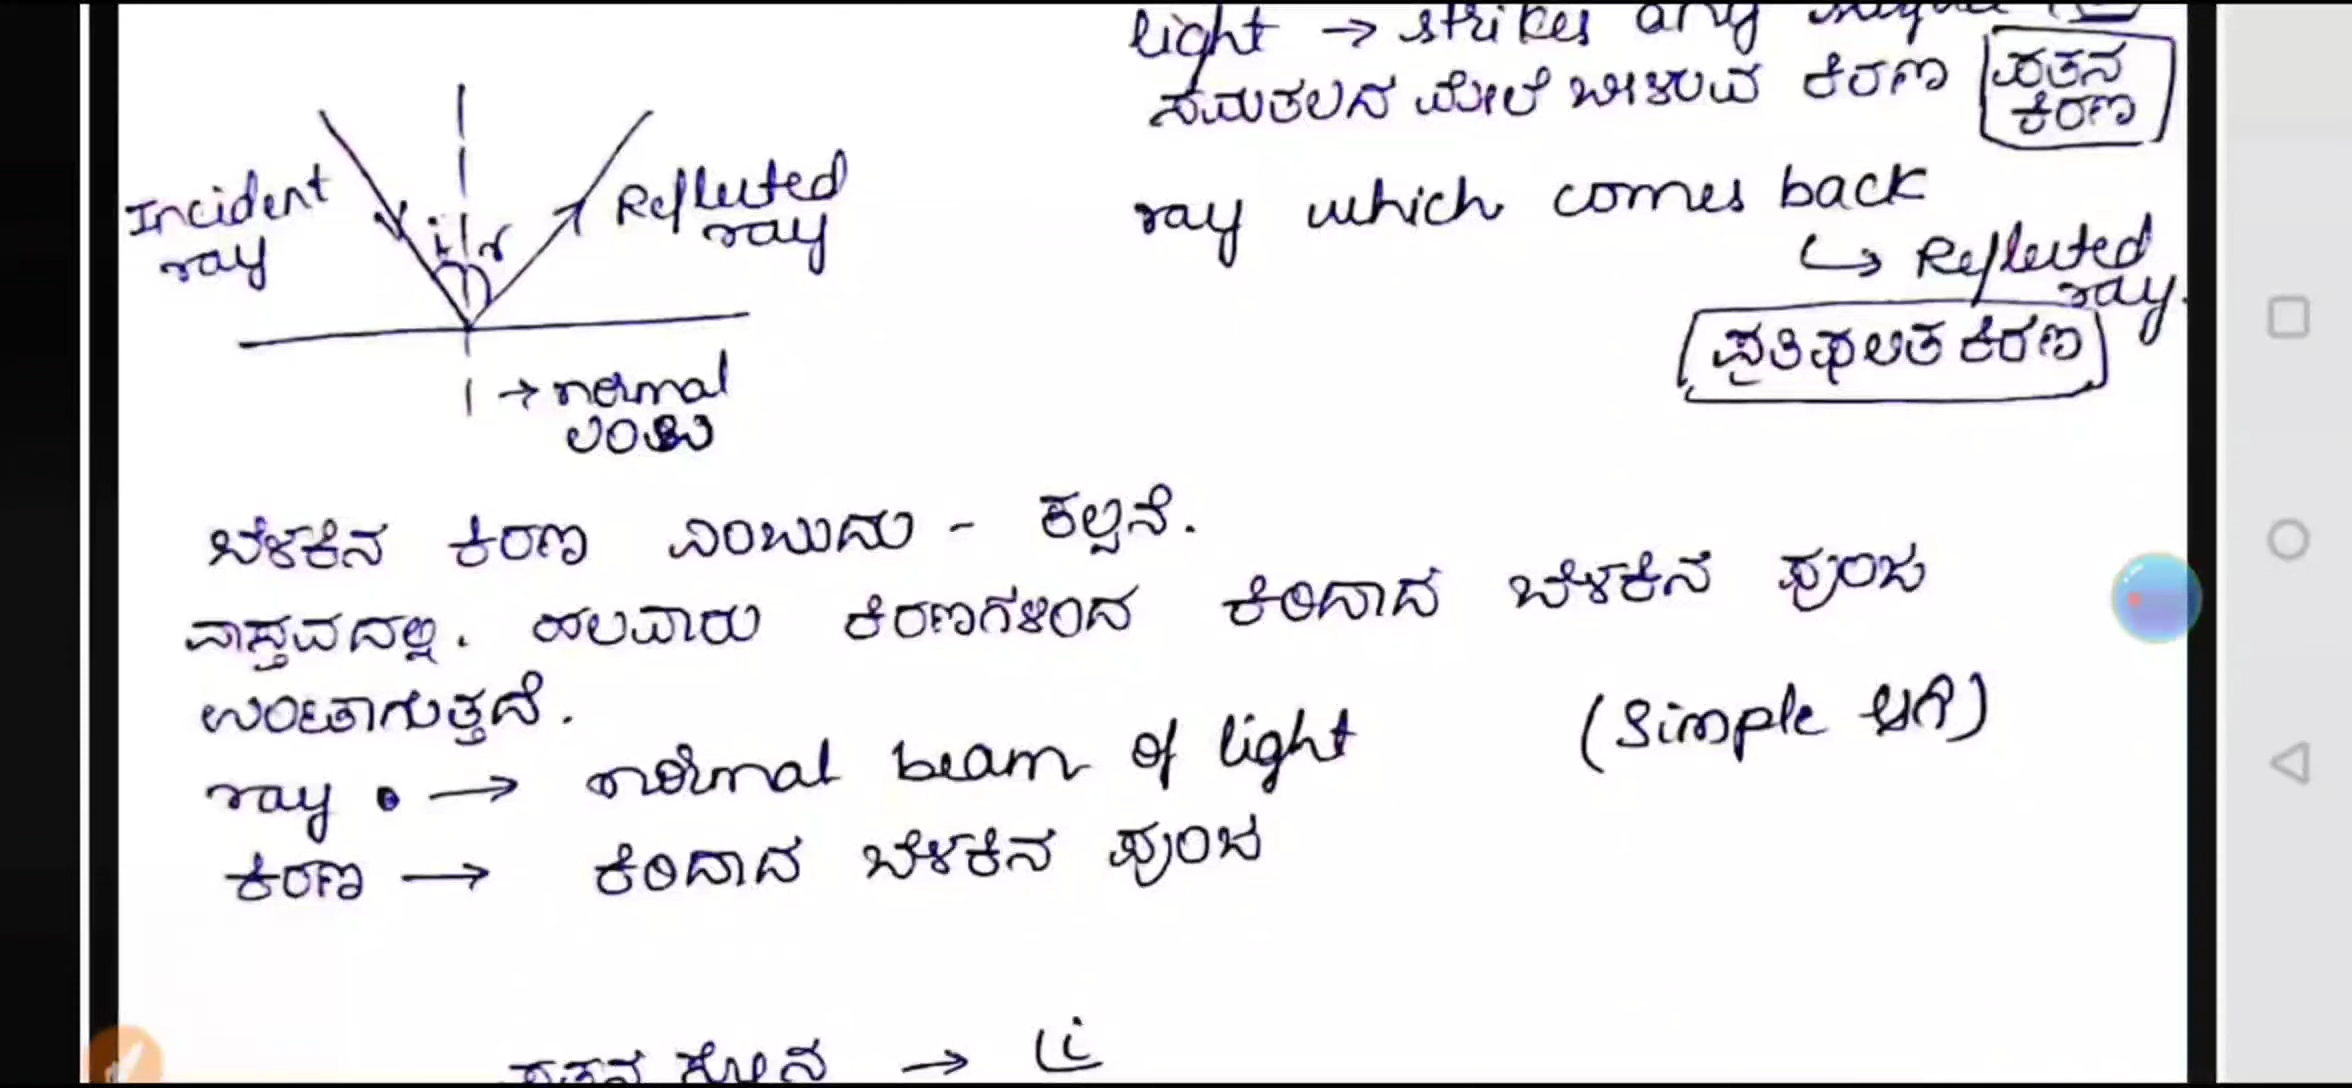 light → strikes any
ಸಮತಲದ ಮೇಲೆ ಬೀಳುವ ಕಿರಣ
ಪತನ
ಕಿರಣ
Incident
ray
i
r
Reflected
ray
ray which comes back
↳ Reflected
ray.
ಪ್ರತಿಫಲಿತ ಕಿರಣ
→ normal
ಲಂಬ
ಬೆಳಕಿನ ಕಿರಣ ಎಂಬುದು - ಕಲ್ಪನೆ.
ವಾಸ್ತವದಲ್ಲಿ. ಹಲವಾರು ಕಿರಣಗಳಿಂದ ಕಿರಿದಾದ ಬೆಳಕಿನ ಪುಂಜ
ಉಂಟಾಗುತ್ತದೆ.
(Simple ಆಗಿ)
ray → normal beam of light
ಕಿರಣ → ಕಿರಿದಾದ ಬೆಳಕಿನ ಪುಂಜ
ಪತನ ಕೋನ → ∠i